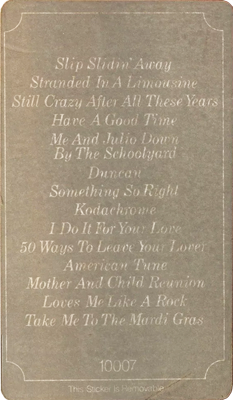 Slip Slidin' Away
Stranded In A Limousine
Still Crazy After All These Years
Have A Good Time
Me And Julio Down
By The Schoolyard
Duncan
Something So Right
Kodachrome
I Do It For Your Love
50 Ways To Leave Your Lover
American Tune
Mother And Child Reunion
Loves Me Like A Rock
Take Me To The Mardi Gras
10007
This Sticker is Removable